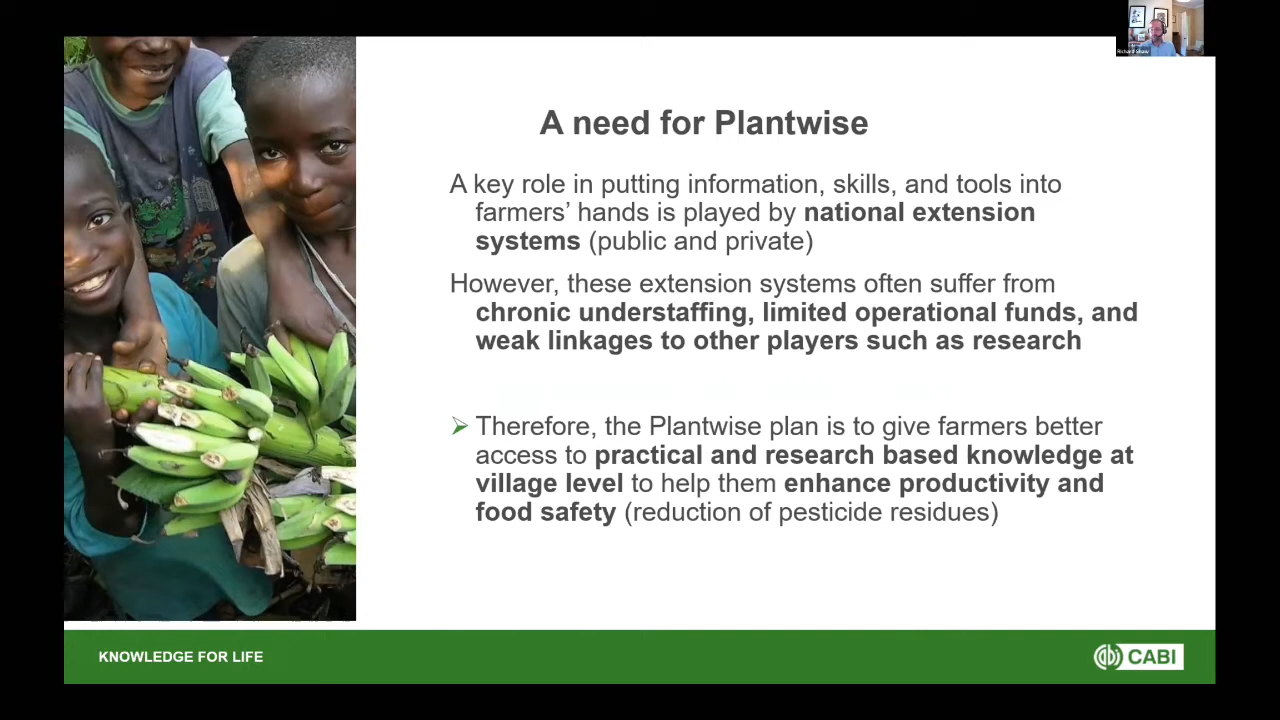 Richard Shaw
A need for Plantwise
A key role in putting information, skills, and tools into
farmers’ hands is played by national extension
systems (public and private)
However, these extension systems often suffer from
chronic understaffing, limited operational funds, and
weak linkages to other players such as research
Therefore, the Plantwise plan is to give farmers better
access to practical and research based knowledge at
village level to help them enhance productivity and
food safety (reduction of pesticide residues)
KNOWLEDGE FOR LIFE
CABI